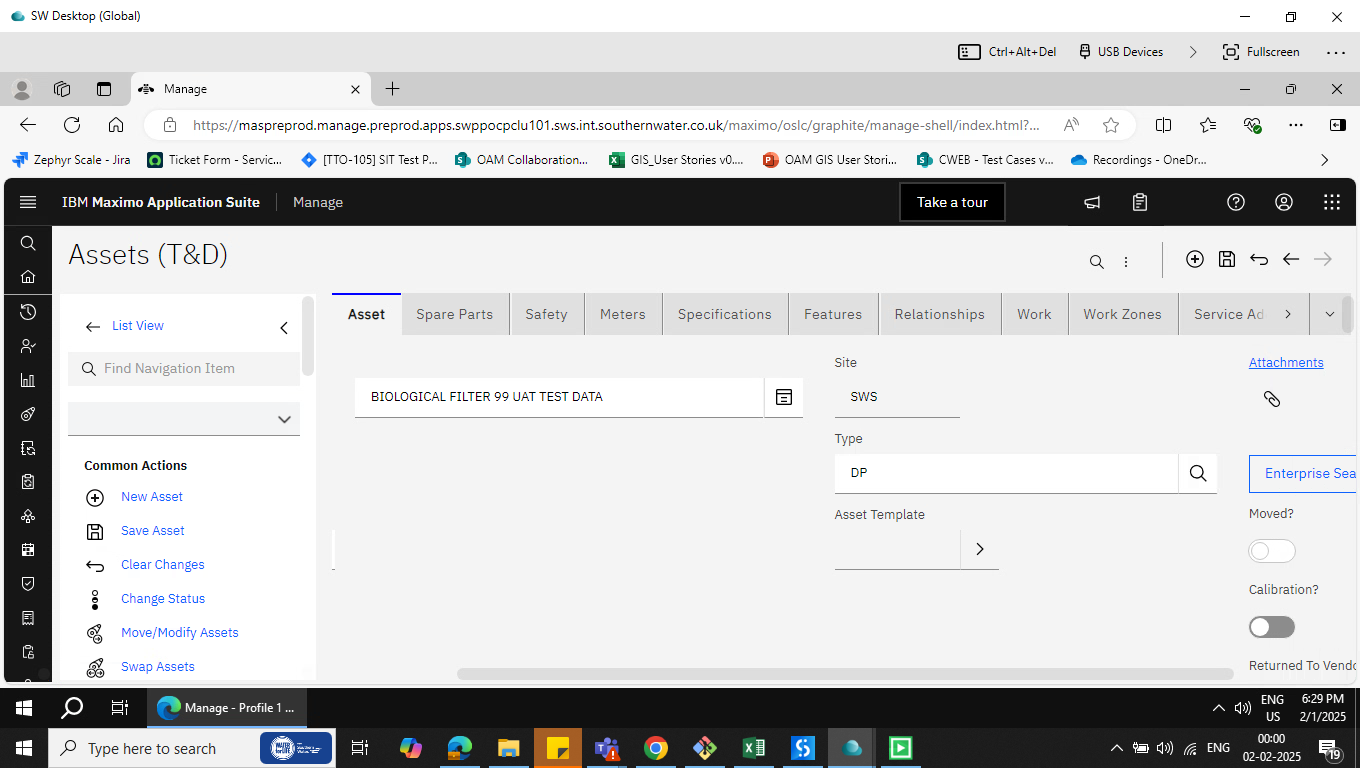 SW Desktop (Global)
Ctrl+Alt+Del
USB Devices
Fullscreen
Manage
https://maspreprod.manage.preprod.apps.swppocpclu101.sws.int.southernwater.co.uk/maximo/oslc/graphite/manage-shell/index.html?...
Zephyr Scale - Jira
Ticket Form - Servic...
[TTO-105] SIT Test P...
OAM Collaboration...
GIS_User Stories v0....
OAM GIS User Stori...
CWEB - Test Cases v...
Recordings - OneDr...
IBM Maximo Application Suite
Manage
Take a tour
Assets (T&D)
List View
Find Navigation Item
Common Actions
New Asset
Save Asset
Clear Changes
Change Status
Move/Modify Assets
Swap Assets
Asset
Spare Parts
Safety
Meters
Specifications
Features
Relationships
Work
Work Zones
Service Ad
BIOLOGICAL FILTER 99 UAT TEST DATA
Site
SWS
Type
DP
Asset Template
Attachments
Enterprise Sea
Moved?
Calibration?
Returned To Vendo
Manage - Profile 1 ...
ENG
US
6:29 PM
2/1/2025
Type here to search
ENG
00:00
02-02-2025
19